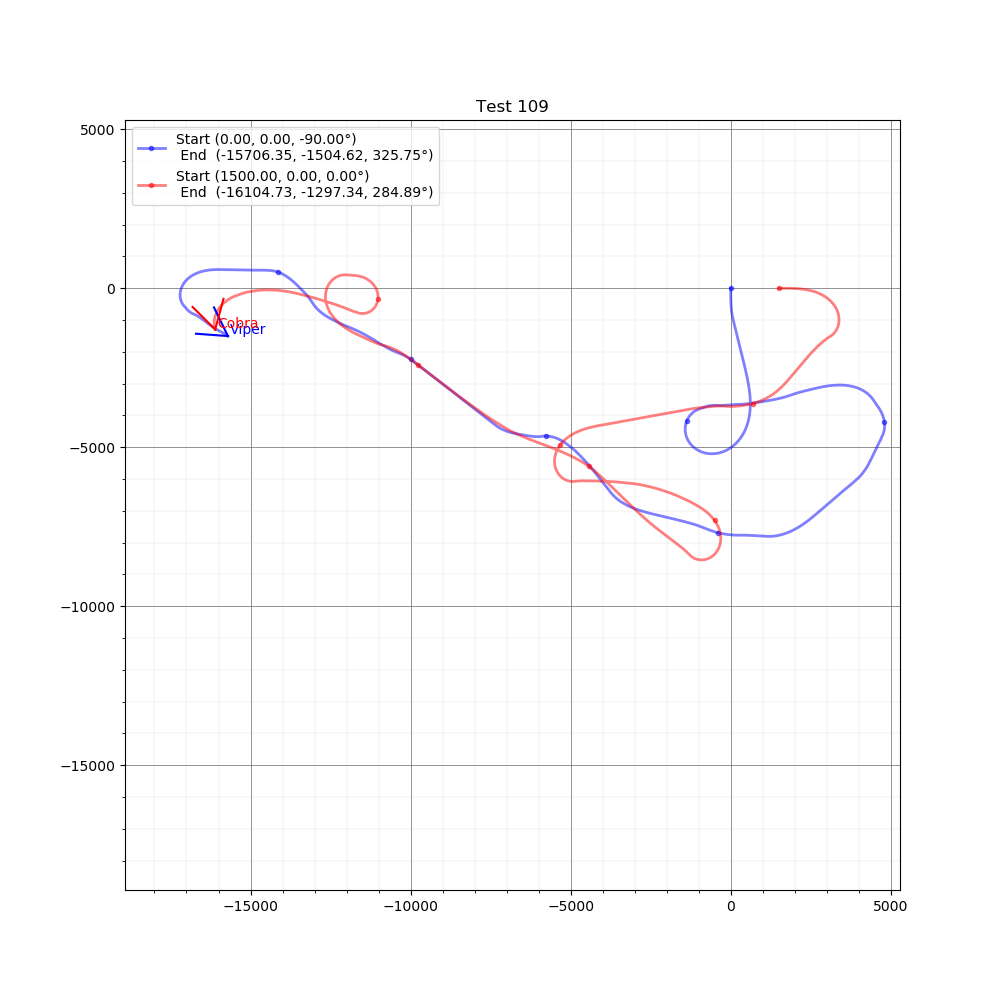 Test 109
Start (0.00, 0.00, -90.00°)
End (-15706.35, -1504.62, 325.75°)
Start (1500.00, 0.00, 0.00°)
End (-16104.73, -1297.34, 284.89°)
5000
0
−5000
−10000
−15000
Cobra
Viper
−15000
−10000
−5000
0
5000